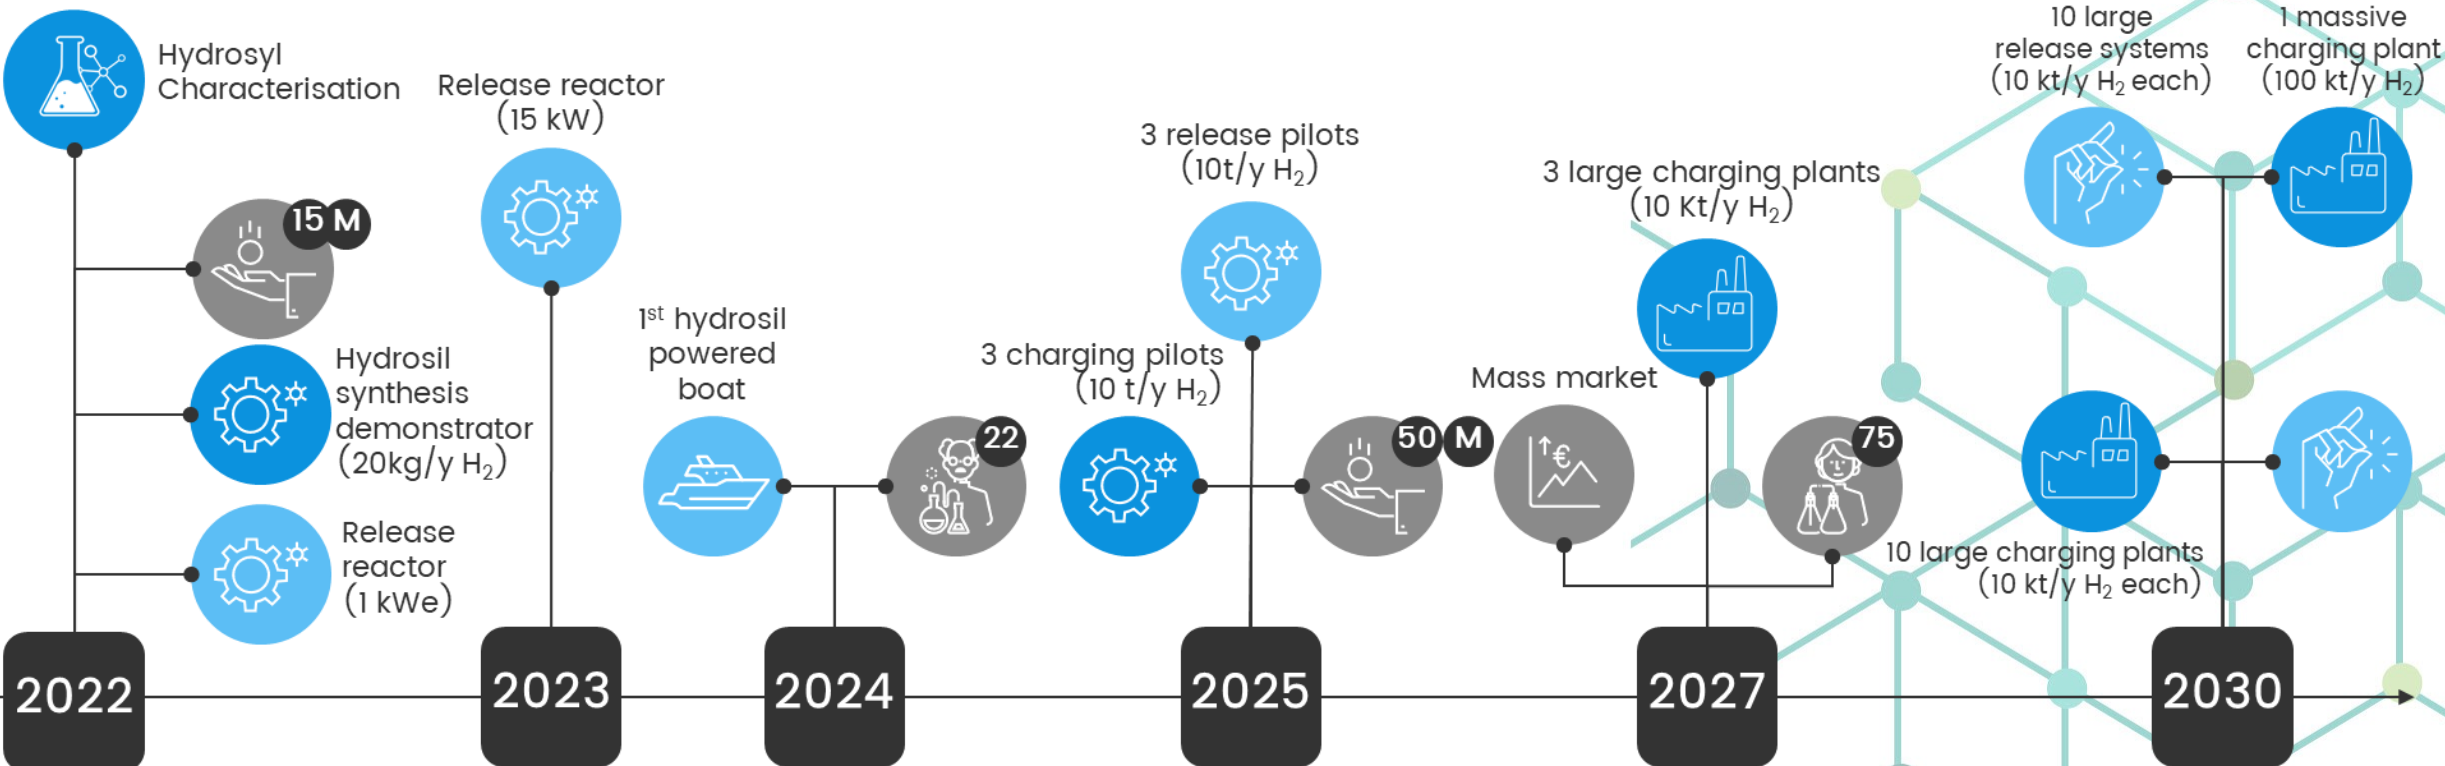 Hydrosyl
Characterisation
15 M
Hydrosil
synthesis
demonstrator
(20kg/y H₂)
Release
reactor
(1 kWe)
2022
Release reactor
(15 kW)
2023
1st hydrosil
powered
boat
22
2024
3 release pilots
(10t/y H₂)
3 charging pilots
(10 t/y H₂)
50 M
2025
3 large charging plants
(10 Kt/y H₂)
Mass market
€
75
2027
10 large
release systems
(10 kt/y H₂ each)
1 massive
charging plant
(100 kt/y H₂)
10 large charging plants
(10 kt/y H₂ each)
2030